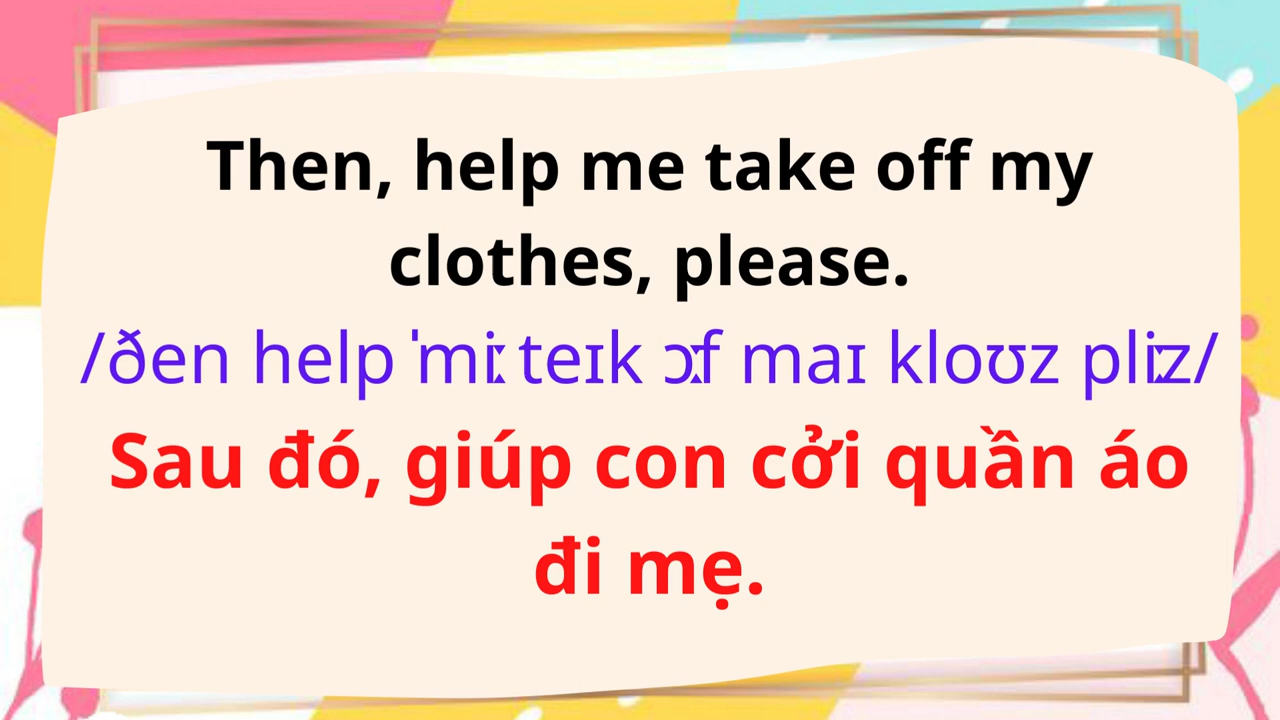 Then, help me take off my
clothes, please.
/ðen help ˈmiː teɪk ɔːf maɪ kloʊz pliːz/
Sau đó, giúp con cởi quần áo
đi mẹ.